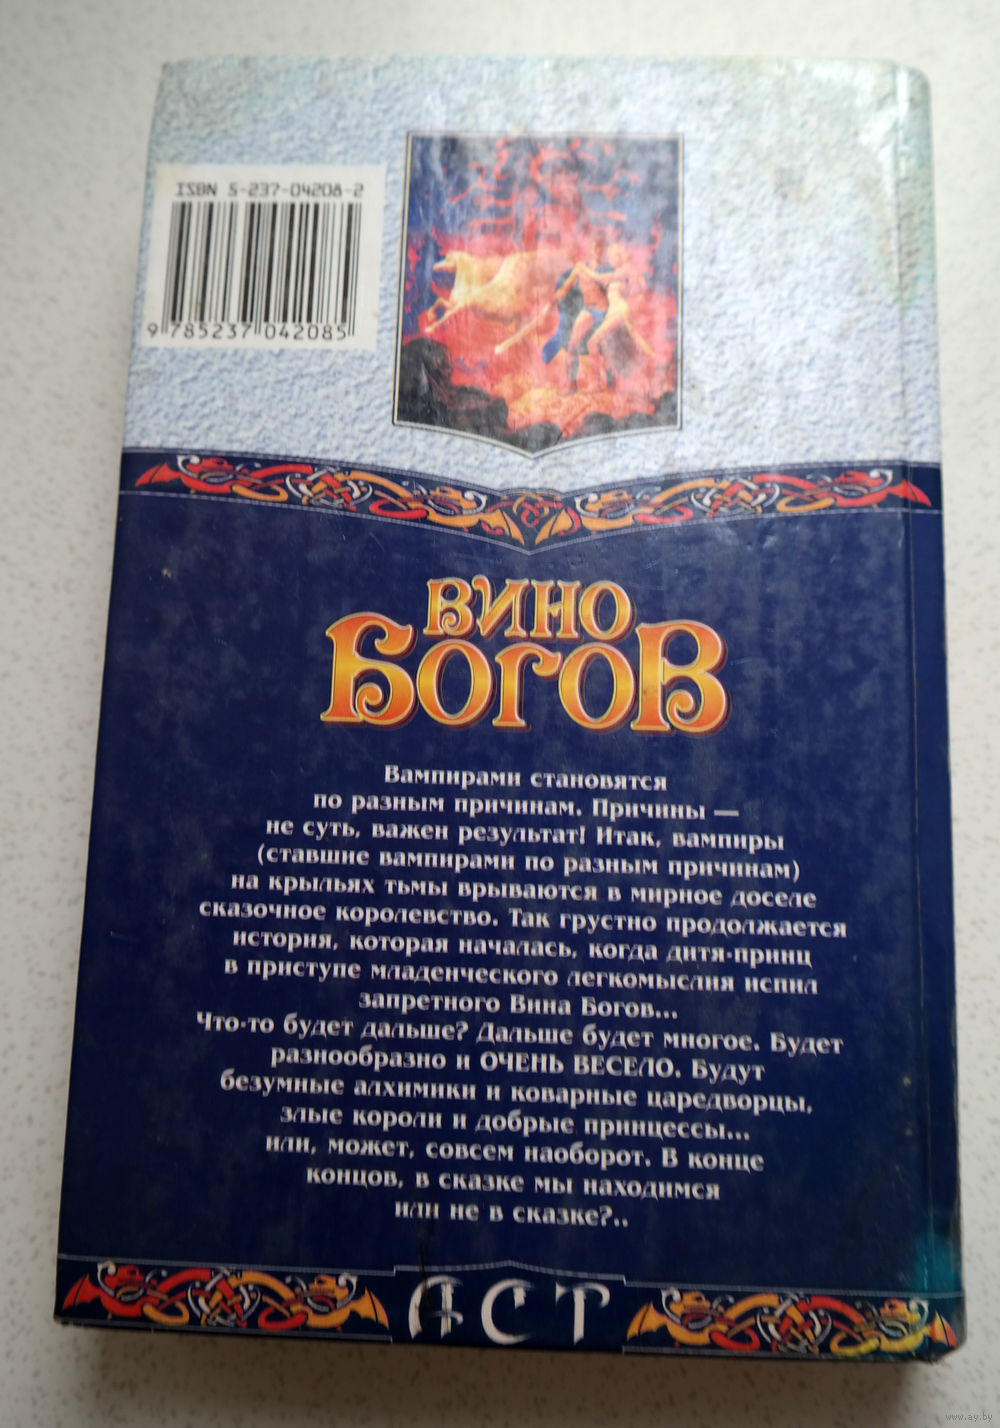 ISBN 5-237-04208-2
9 785237 042085
ВИНО
БОГОВ
Вампирами становятся
по разным причинам. Причины —
не суть, важен результат! Итак, вампиры
(ставшие вампирами по разным причинам)
на крыльях тьмы врываются в мирное доселе
сказочное королевство. Так грустно продолжается
история, которая началась, когда дитя-принц
в приступе младенческого легкомыслия испил
запретного Вина Богов...
Что-то будет дальше? Дальше будет многое. Будет
разнообразно и ОЧЕНЬ ВЕСЕЛО. Будут
безумные алхимики и коварные царедворцы,
злые короли и добрые принцессы...
или, может, совсем наоборот. В конце
концов, в сказке мы находимся
или не в сказке?..
АСТ
www.ay.by